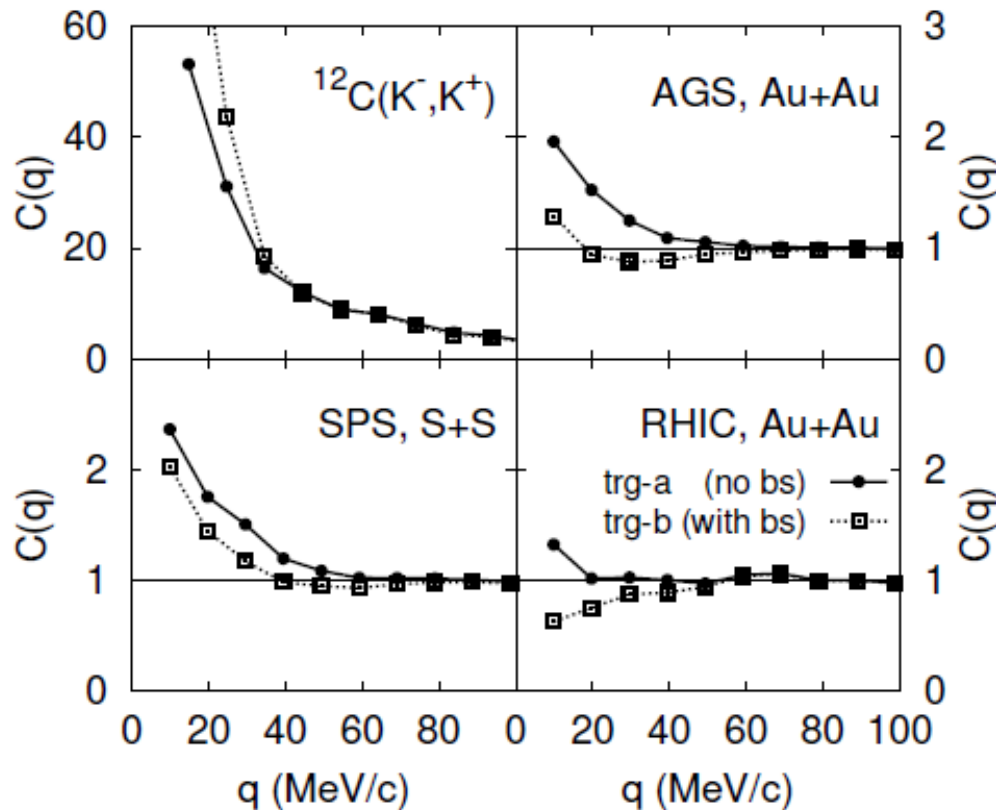 60
40
20
0
C(q)
¹²C(K⁻,K⁺)
AGS, Au+Au
3
2
1
0
C(q)
2
1
0
C(q)
SPS, S+S
RHIC, Au+Au
trg-a (no bs)
trg-b (with bs)
2
1
0
C(q)
0 20 40 60 80 0 20 40 60 80 100
q (MeV/c) q (MeV/c)